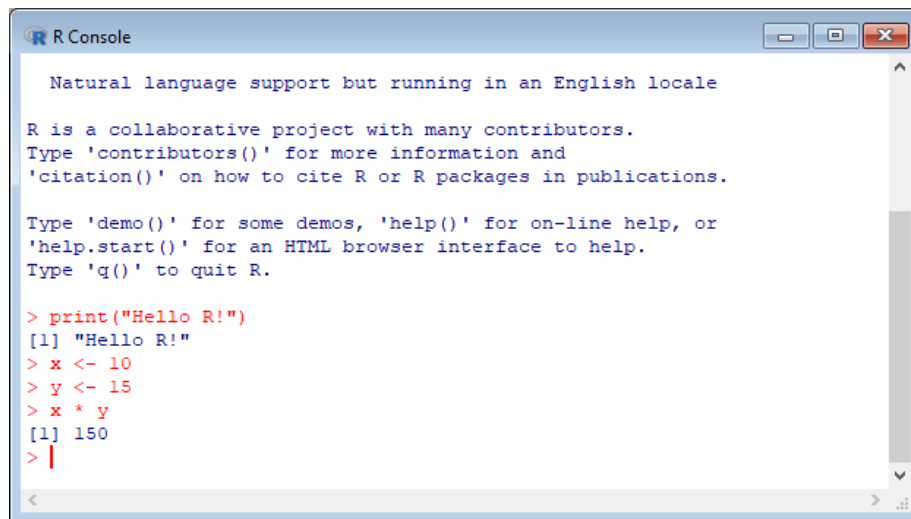 R Console
Natural language support but running in an English locale
R is a collaborative project with many contributors.
Type 'contributors()' for more information and
'citation()' on how to cite R or R packages in publications.
Type 'demo()' for some demos, 'help()' for on-line help, or
'help.start()' for an HTML browser interface to help.
Type 'q()' to quit R.
> print("Hello R!")
[1] "Hello R!"
> x <- 10
> y <- 15
> x * y
[1] 150
>